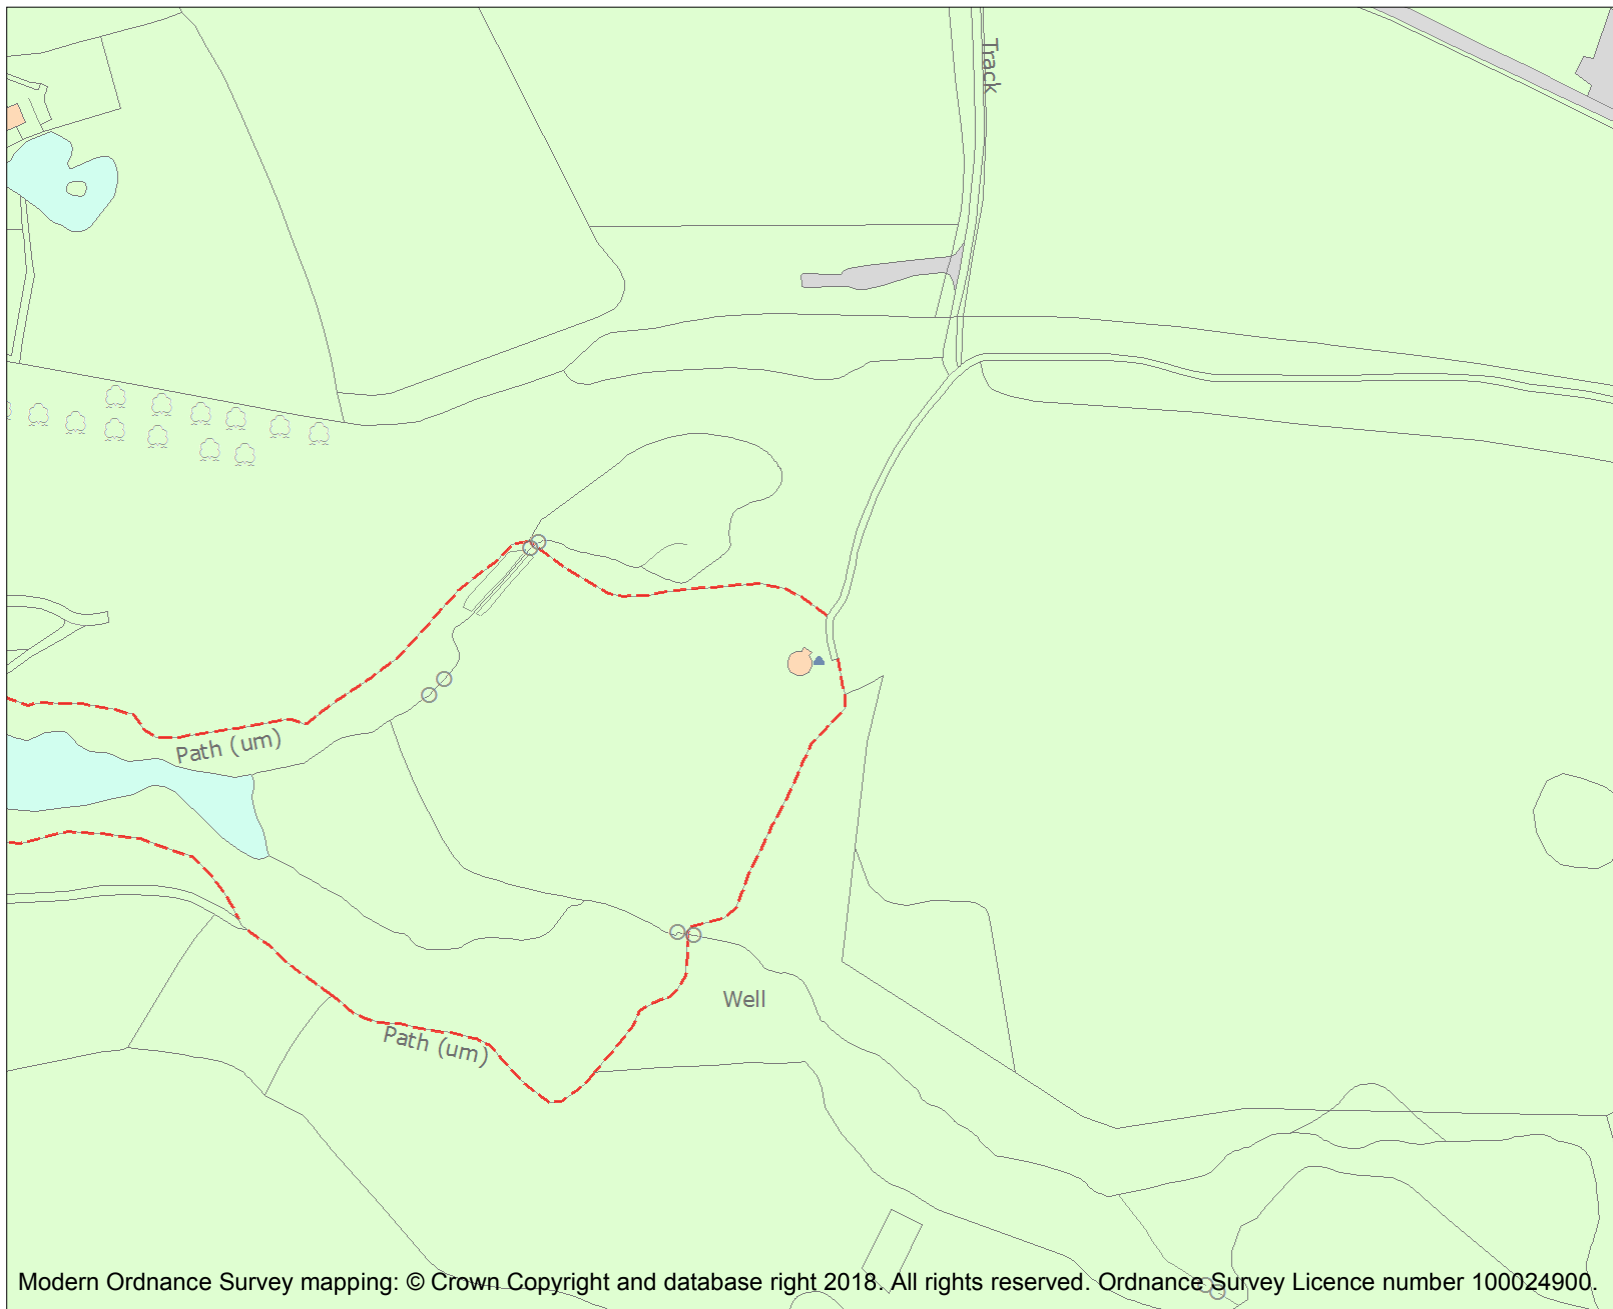 Track
Path (um)
Well
Path (um)
Modern Ordnance Survey mapping: © Crown Copyright and database right 2018. All rights reserved. Ordnance Survey Licence number 100024900.